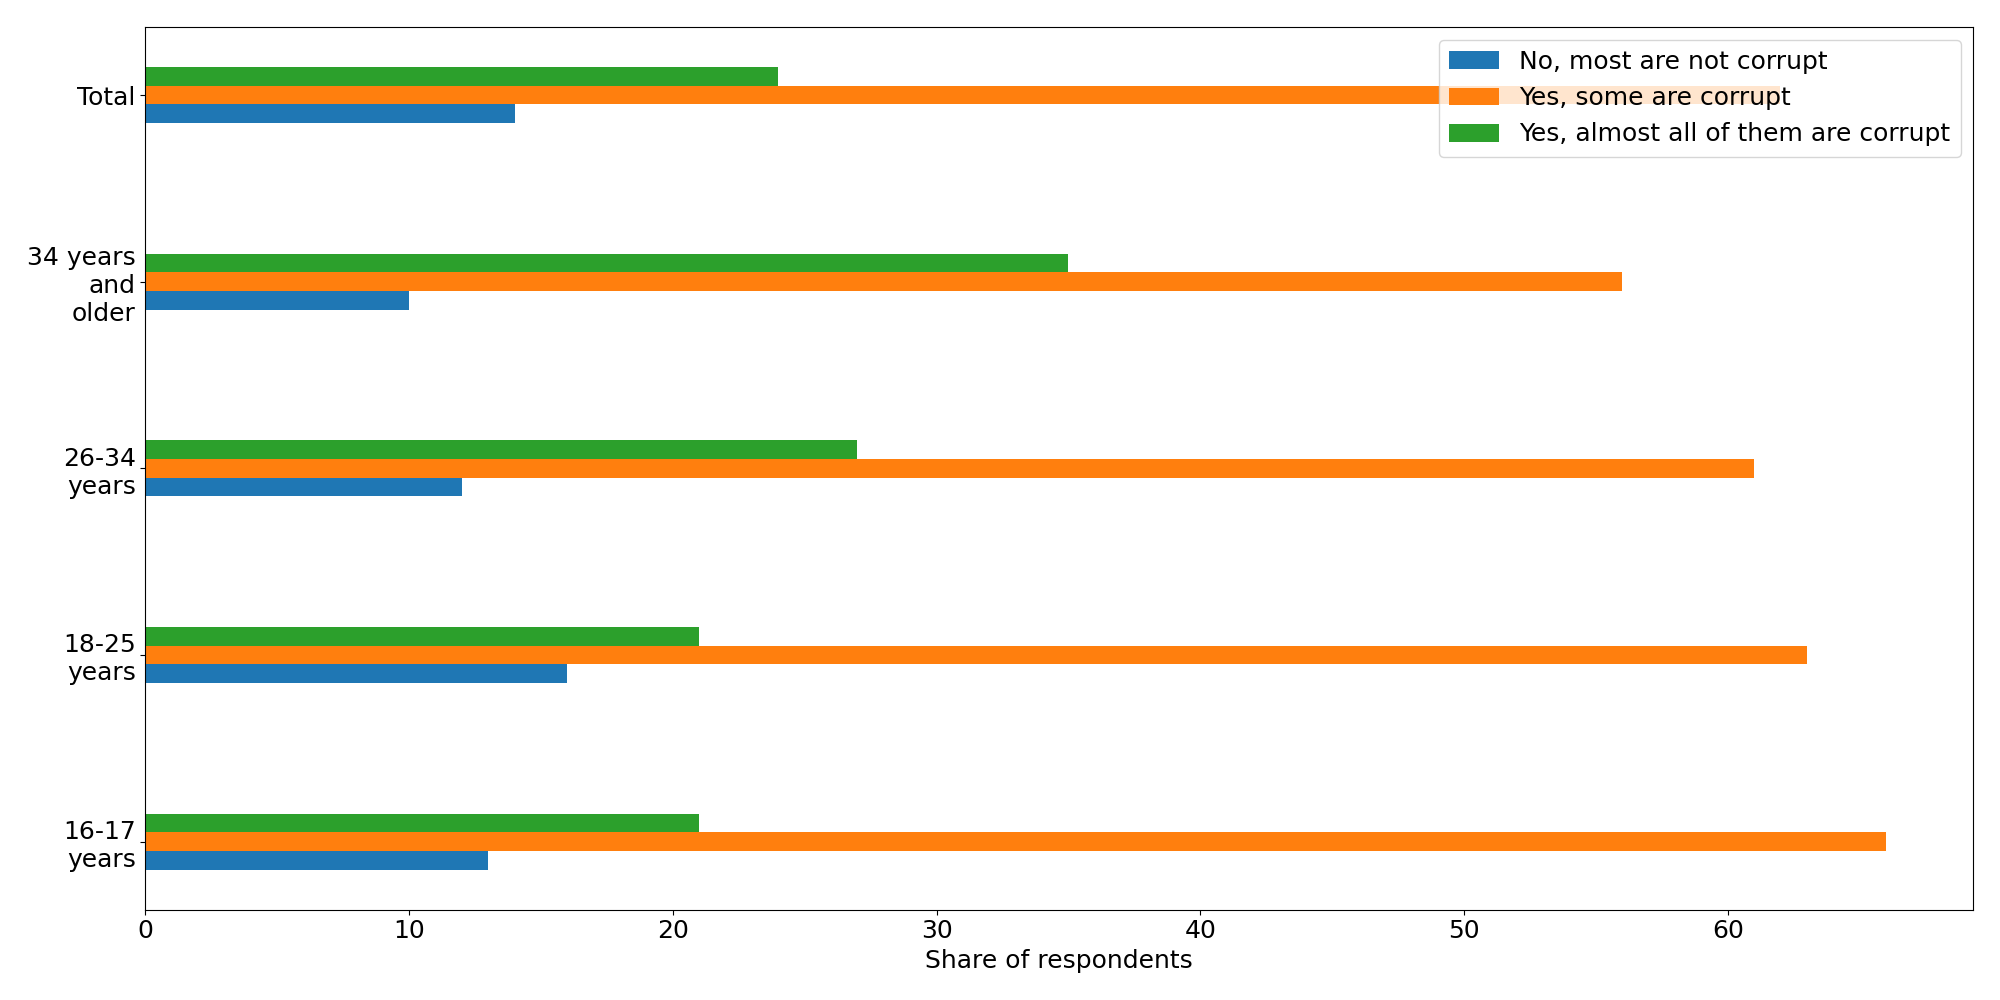 No, most are not corrupt
Yes, some are corrupt
Yes, almost all of them are corrupt
Total
34 years
and
older
26-34
years
18-25
years
16-17
years
0 10 20 30 40 50 60
Share of respondents